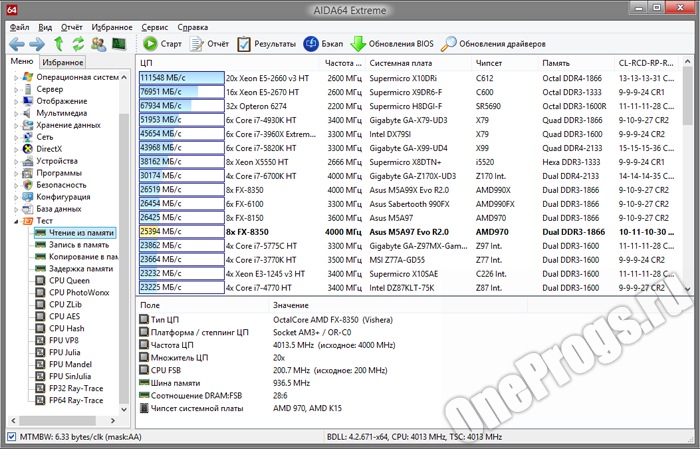 64 AIDA64 Extreme
Файл Вид Отчёт Избранное Сервис Справка
Старт Отчёт Результаты Бэкап Обновления BIOS Обновления драйверов
Меню Избранное
ЦП Частота ... Системная плата Чипсет Память CL-RCD-RP-R...
Операционная систем
Сервер
Отображение
Мультимедиа
Хранение данных
Сеть
DirectX
Устройства
Программы
Безопасность
Конфигурация
База данных
Тест
Чтение из памяти
Запись в память
Копирование в пам
Задержка памяти
CPU Queen
CPU PhotoWorxx
CPU ZLib
CPU AES
CPU Hash
FPU VP8
FPU Julia
FPU Mandel
FPU SinJulia
FP32 Ray-Trace
FP64 Ray-Trace
111548 МБ/с 20x Xeon E5-2660 v3 HT 2600 МГц Supermicro X10DRi C612 Octal DDR4-1866 13-13-13-31 C
76951 МБ/с 16x Xeon E5-2670 HT 2600 МГц Supermicro X9DR6-F C600 Octal DDR3-1333 9-9-9-24 CR1
67934 МБ/с 32x Opteron 6274 2200 МГц Supermicro H8DGI-F SR5690 Octal DDR3-1600R 11-11-11-28 C
51953 МБ/с 6x Core i7-4930K HT 3400 МГц Gigabyte GA-X79-UD3 X79 Quad DDR3-1866 9-10-9-27 CR2
45654 МБ/с 6x Core i7-3960X Extrem... 3300 МГц Intel DX79SI X79 Quad DDR3-1600 9-9-9-24 CR2
43968 МБ/с 6x Core i7-5820K HT 3300 МГц Gigabyte GA-X99-UD4 X99 Quad DDR4-2133 15-15-15-36 C
38162 МБ/с 8x Xeon X5550 HT 2666 МГц Supermicro X8DTN+ i5520 Hexa DDR3-1333 9-9-9-24 CR1
30174 МБ/с 4x Core i7-6700K HT 4000 МГц Gigabyte GA-Z170X-UD3 Z170 Int. Dual DDR4-2133 14-14-14-35 C
26519 МБ/с 8x FX-8350 4000 МГц Asus M5A99X Evo R2.0 AMD990X Dual DDR3-1866 9-10-9-27 CR2
26456 МБ/с 6x FX-6100 3300 МГц Asus Sabertooth 990FX AMD990FX Dual DDR3-1866 9-10-9-27 CR2
26425 МБ/с 8x FX-8150 3600 МГц Asus M5A97 AMD970 Dual DDR3-1866 9-10-9-27 CR2
25394 МБ/с 8x FX-8350 4000 МГц Asus M5A97 Evo R2.0 AMD970 Dual DDR3-1866 10-11-10-30 ...
23862 МБ/с 4x Core i7-5775C HT 3300 МГц Gigabyte GA-Z97MX-Gam... Z97 Int. Dual DDR3-1600 11-11-11-28 C
23664 МБ/с 4x Core i7-3770K HT 3500 МГц MSI Z77A-GD55 Z77 Int. Dual DDR3-1600 9-9-9-24 CR2
23232 МБ/с 4x Xeon E3-1245 v3 HT 3400 МГц Supermicro X10SAE C226 Int. Dual DDR3-1600 11-11-11-28 C
23225 МБ/с 4x Core i7-4770 HT 3400 МГц Intel DZ87KLT-75K Z87 Int. Dual DDR3-1600 9-9-9-27 CR2
Поле Значение
Тип ЦП OctalCore AMD FX-8350 (Vishera)
Платформа / степпинг ЦП Socket AM3+ / OR-C0
Частота ЦП 4013.5 MHz (исходное: 4000 MHz)
Множитель ЦП 20x
CPU FSB 200.7 MHz (исходное: 200 MHz)
Шина памяти 936.5 MHz
Соотношение DRAM:FSB 28:6
Чипсет системной платы AMD 970, AMD K15
OneProgs.ru
MTMBW: 6.33 bytes/clk (mask:AA) BDLL: 4.2.671-x64, CPU: 4013 MHz, TSC: 4013 MHz